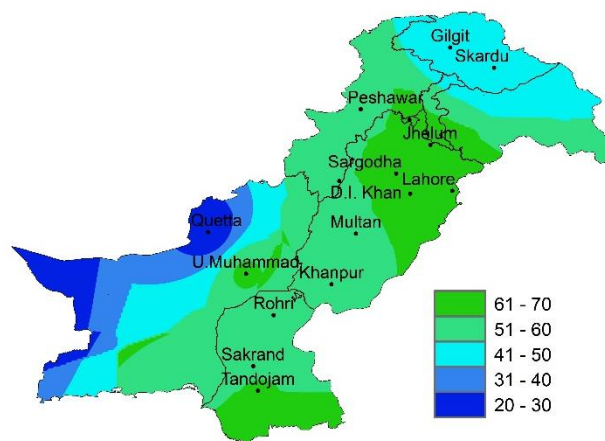 Gilgit
Skardu
Peshawar
Jhelum
Sargodha
D.I. Khan
Lahore
Quetta
Multan
U.Muhammad
Khanpur
Rohri
Sakrand
Tandojam
61 - 70
51 - 60
41 - 50
31 - 40
20 - 30